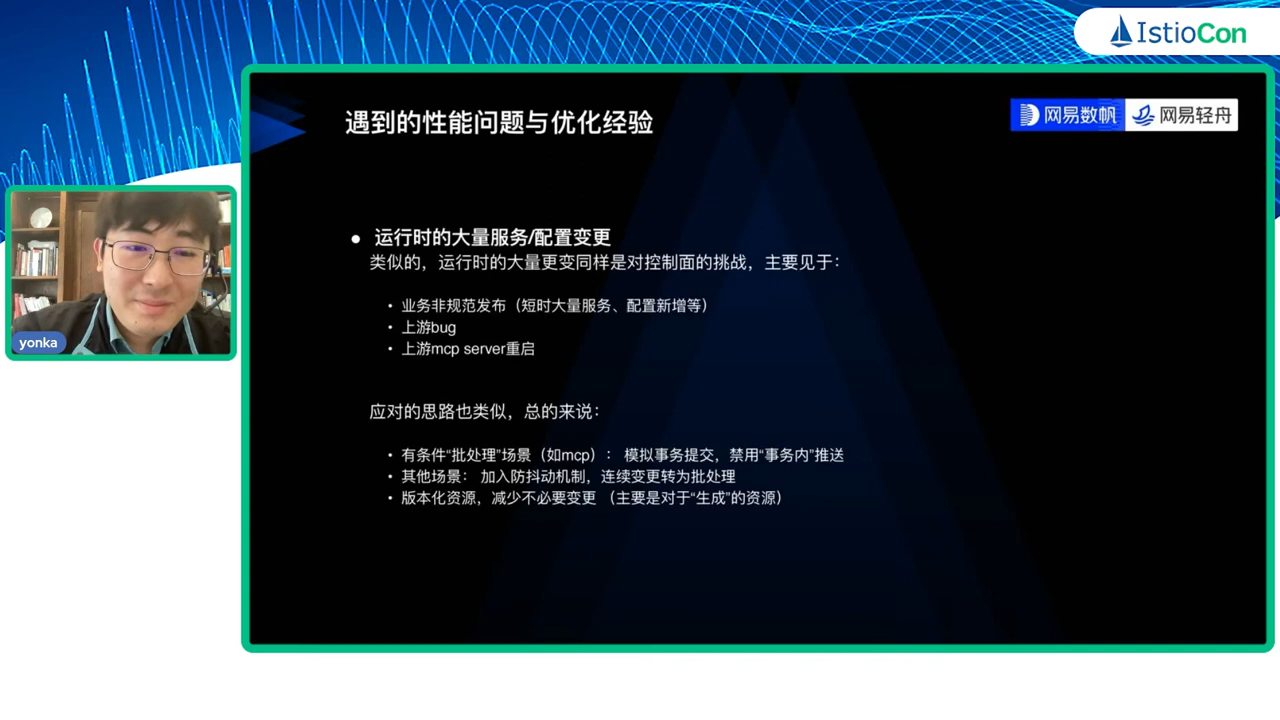 IstioCon
遇到的性能问题与优化经验
网易数帆
网易轻舟
● 运行时的大量服务/配置变更
类似的，运行时的大量更变同样是对控制面的挑战，主要见于：
• 业务非规范发布（短时大量服务、配置新增等）
• 上游bug
• 上游mcp server重启
yonka
应对的思路也类似，总的来说：
• 有条件“批处理”场景（如mcp）： 模拟事务提交，禁用“事务内”推送
• 其他场景： 加入防抖动机制，连续变更转为批处理
• 版本化资源，减少不必要变更 （主要是对于“生成”的资源）